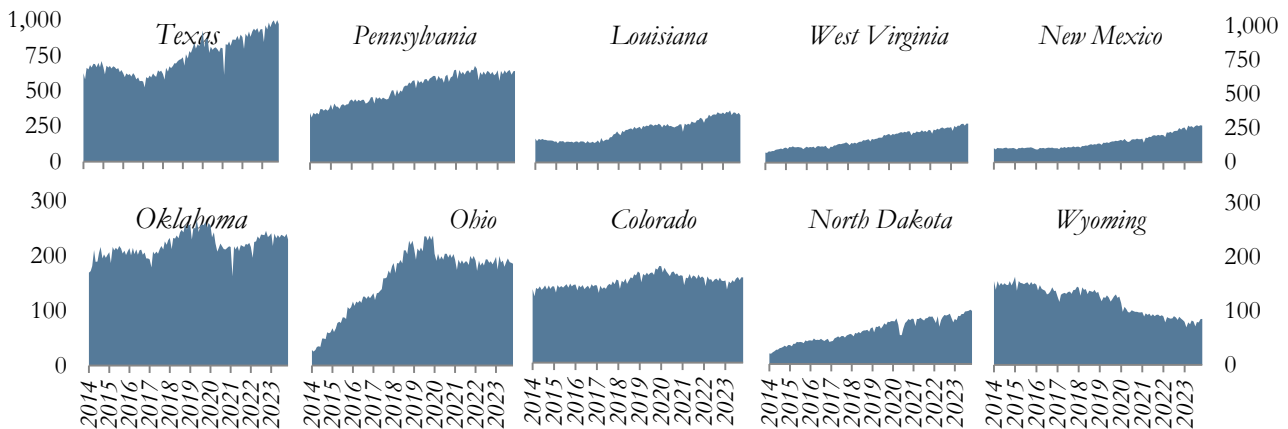 1,000 Texas Pennsylvania Louisiana West Virginia New Mexico 1,000
750 750
500 500
250 250
0 0
300 Oklahoma Ohio Colorado North Dakota Wyoming 300
200 200
100 100
0 0
2014 2015 2016 2017 2018 2019 2020 2021 2022 2023
2014 2015 2016 2017 2018 2019 2020 2021 2022 2023
2014 2015 2016 2017 2018 2019 2020 2021 2022 2023
2014 2015 2016 2017 2018 2019 2020 2021 2022 2023
2014 2015 2016 2017 2018 2019 2020 2021 2022 2023